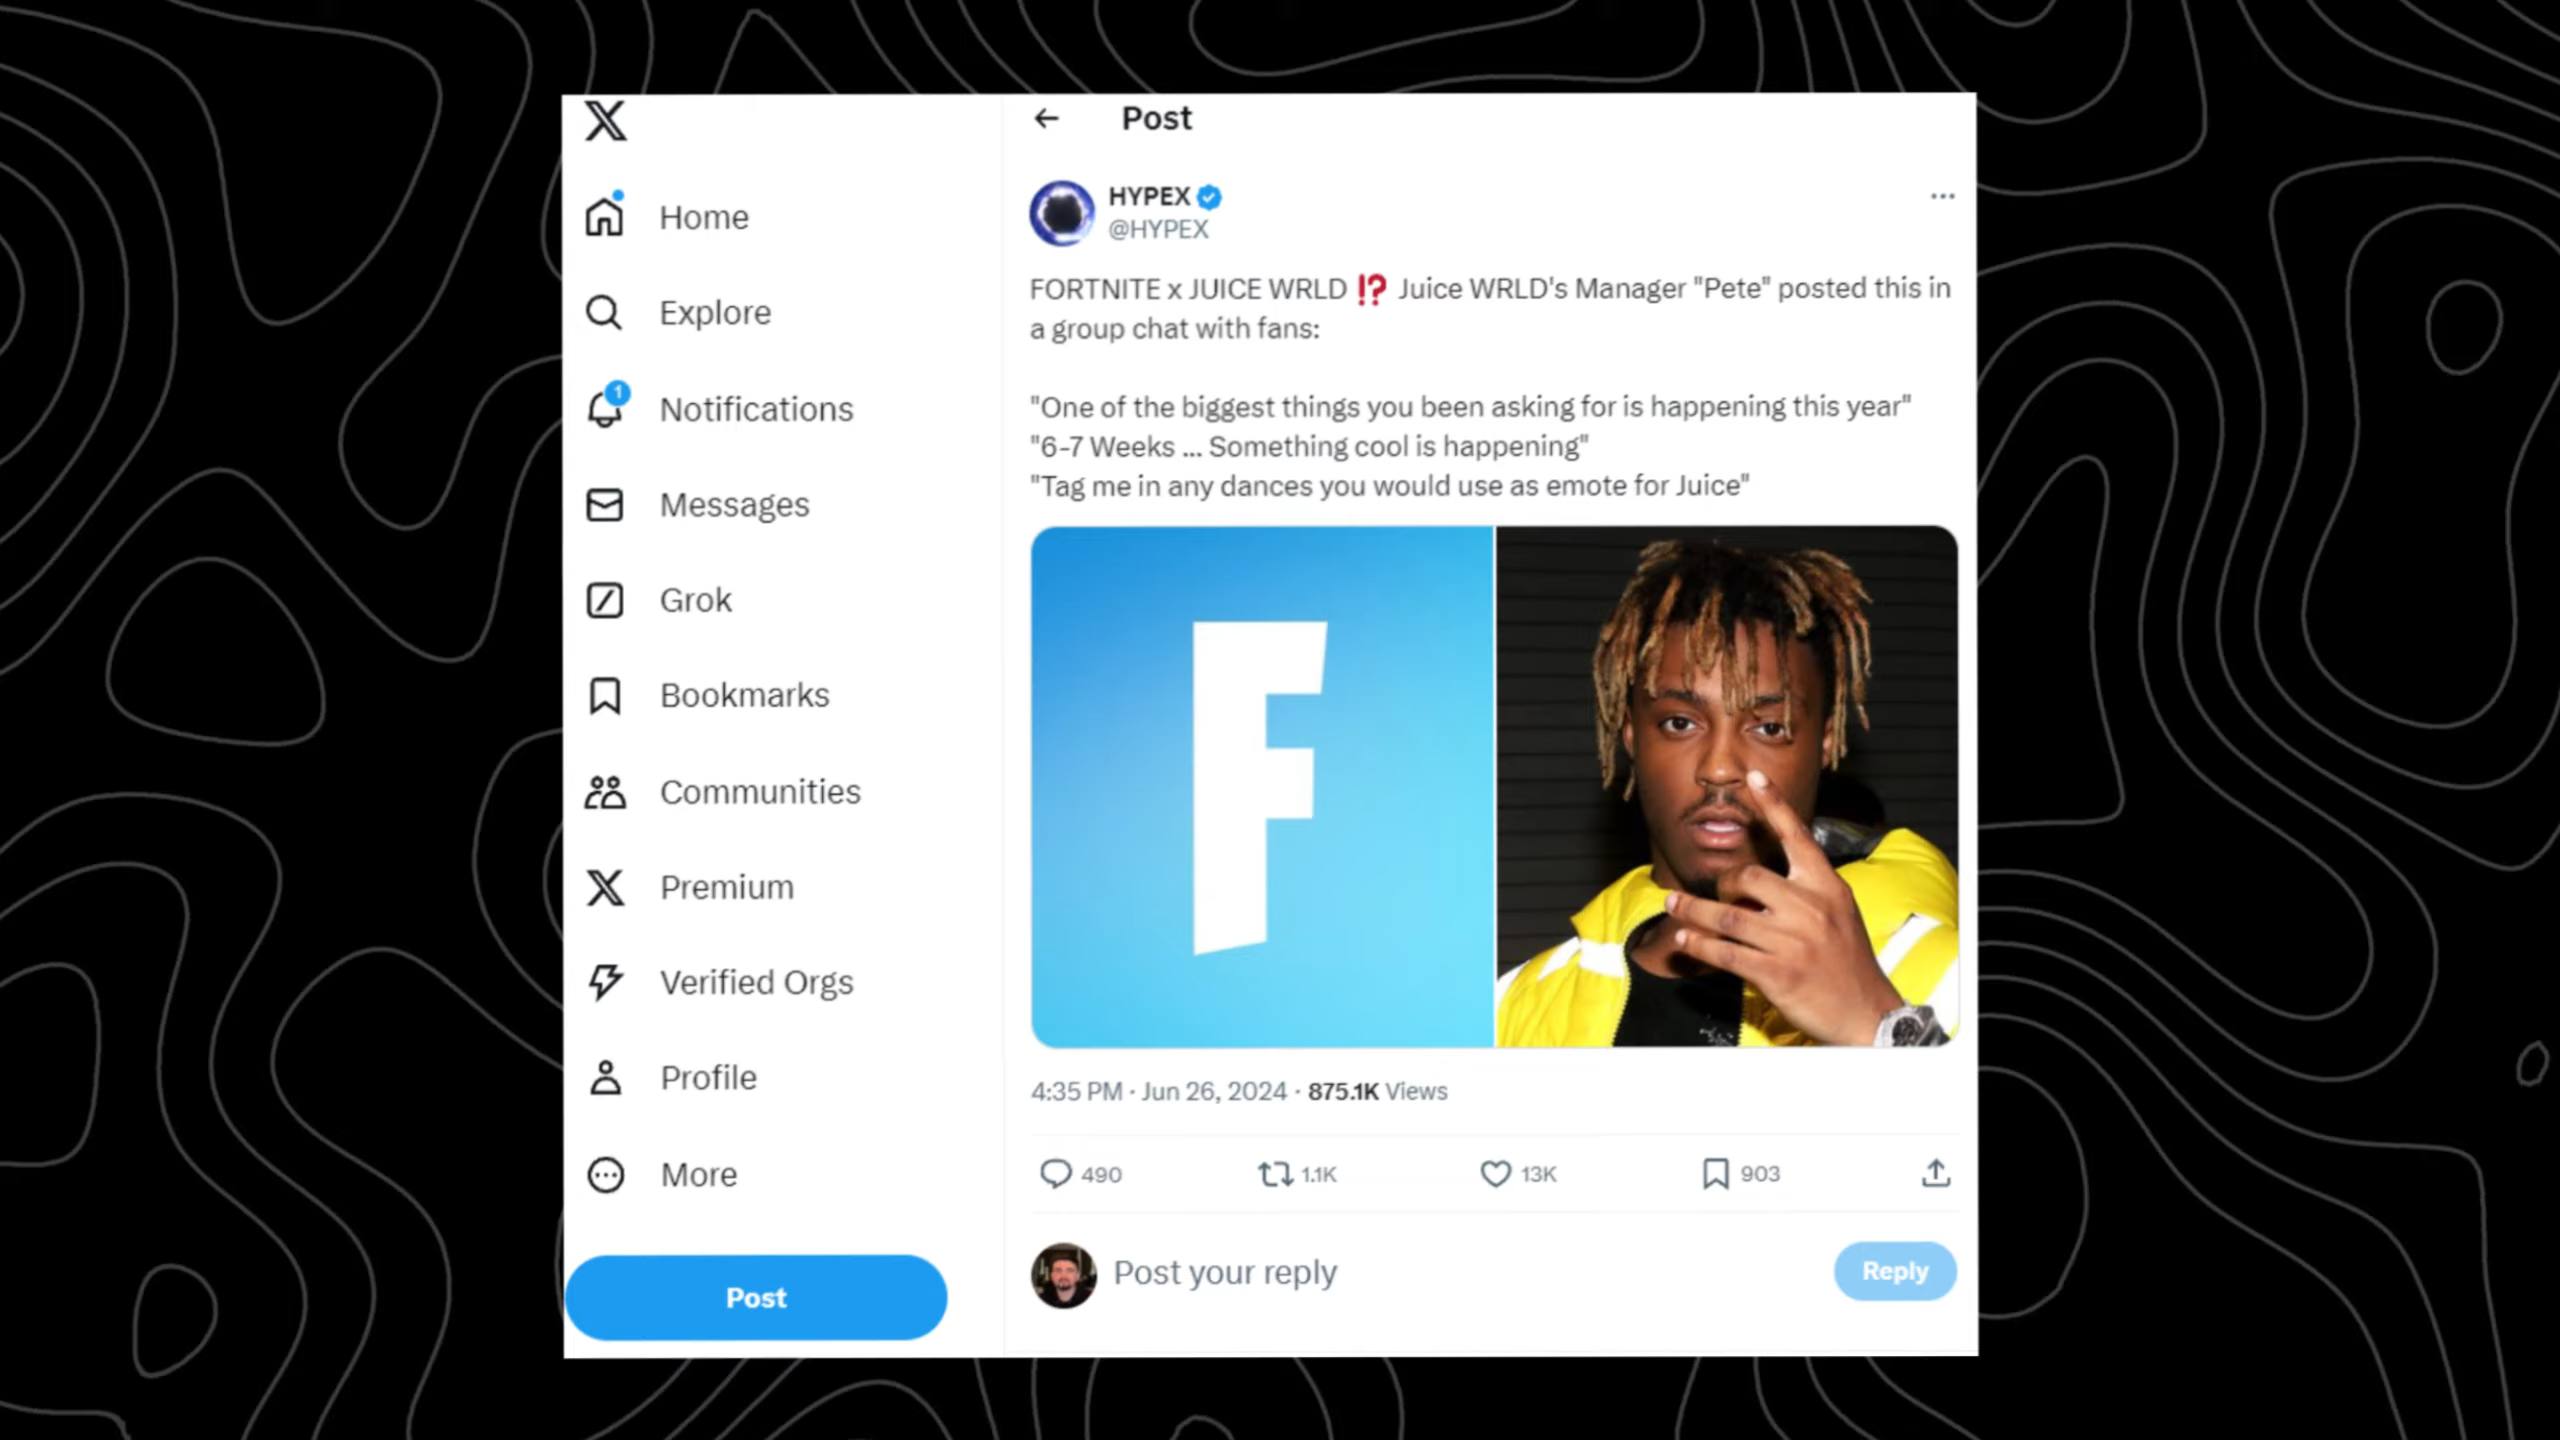 Home
Explore
1
Notifications
Messages
Grok
Bookmarks
Communities
Premium
Verified Orgs
Profile
More
Post
Post
HYPEX
@HYPEX
FORTNITE x JUICE WRLD ⁉️ Juice WRLD's Manager "Pete" posted this in
a group chat with fans:
"One of the biggest things you been asking for is happening this year"
"6-7 Weeks ... Something cool is happening"
"Tag me in any dances you would use as emote for Juice"
F
4:35 PM · Jun 26, 2024 · 875.1K Views
490 1.1K 13K 903
Post your reply
Reply